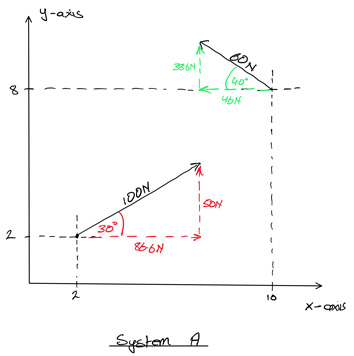 y-axis
60N
38.6N
40°
46N
8
100N
50N
30°
86.6N
2
2
10
x-axis
System A